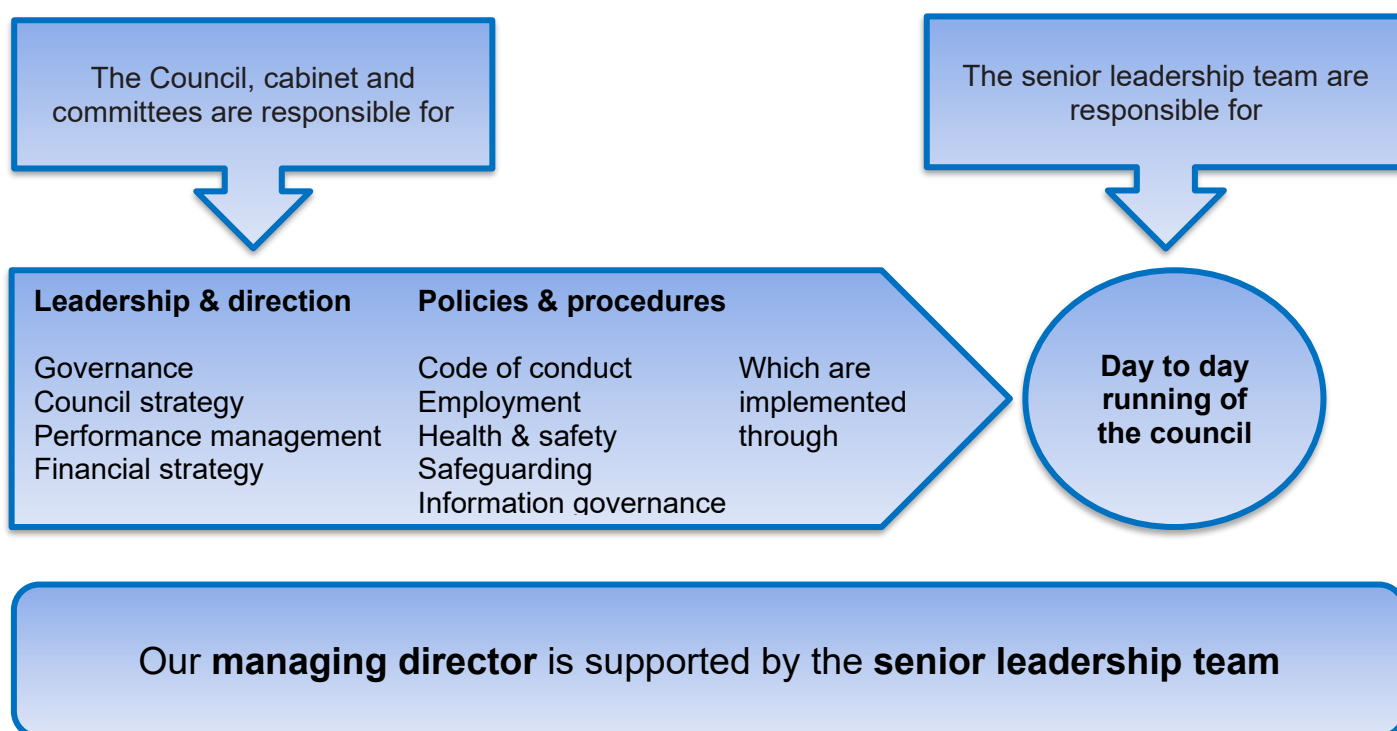 The Council, cabinet and
committees are responsible for
The senior leadership team are
responsible for
Leadership & direction
Governance
Council strategy
Performance management
Financial strategy
Policies & procedures
Code of conduct
Employment
Health & safety
Safeguarding
Information governance
Which are
implemented
through
Day to day
running of
the council
Our managing director is supported by the senior leadership team